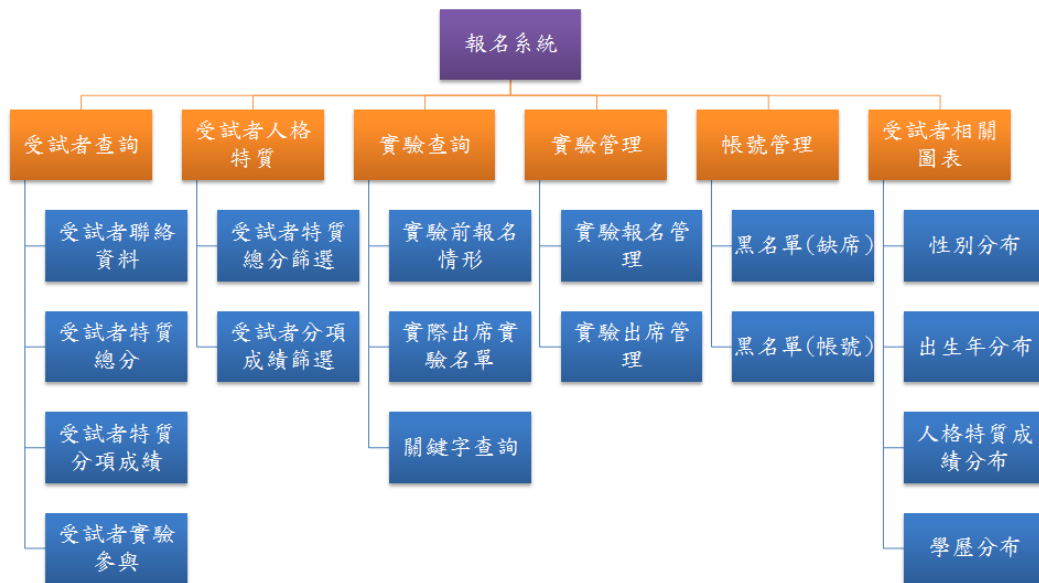 報名系統
受試者查詢
受試者人格
特質
實驗查詢
實驗管理
帳號管理
受試者相關
圖表
受試者聯絡
資料
受試者特質
總分
受試者特質
分項成績
受試者實驗
參與
受試者特質
總分篩選
受試者分項
成績篩選
實驗前報名
情形
實際出席實
驗名單
關鍵字查詢
實驗報名管
理
實驗出席管
理
黑名單(缺席)
黑名單(帳號)
性別分布
出生年分布
人格特質成
績分布
學歷分布